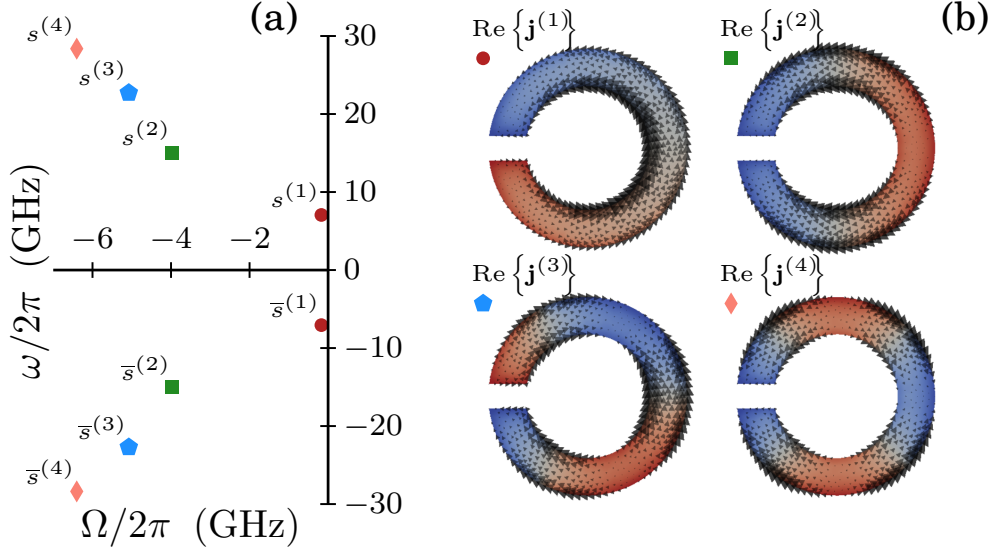 (a)
s⁽⁴⁾
s⁽³⁾
s⁽²⁾
s⁽¹⁾
s̅⁽¹⁾
s̅⁽²⁾
s̅⁽³⁾
s̅⁽⁴⁾
30
20
10
0
−10
−20
−30
−6 −4 −2
ω/2π (GHz)
Ω/2π (GHz)
(b)
Re {j⁽¹⁾}
Re {j⁽²⁾}
Re {j⁽³⁾}
Re {j⁽⁴⁾}